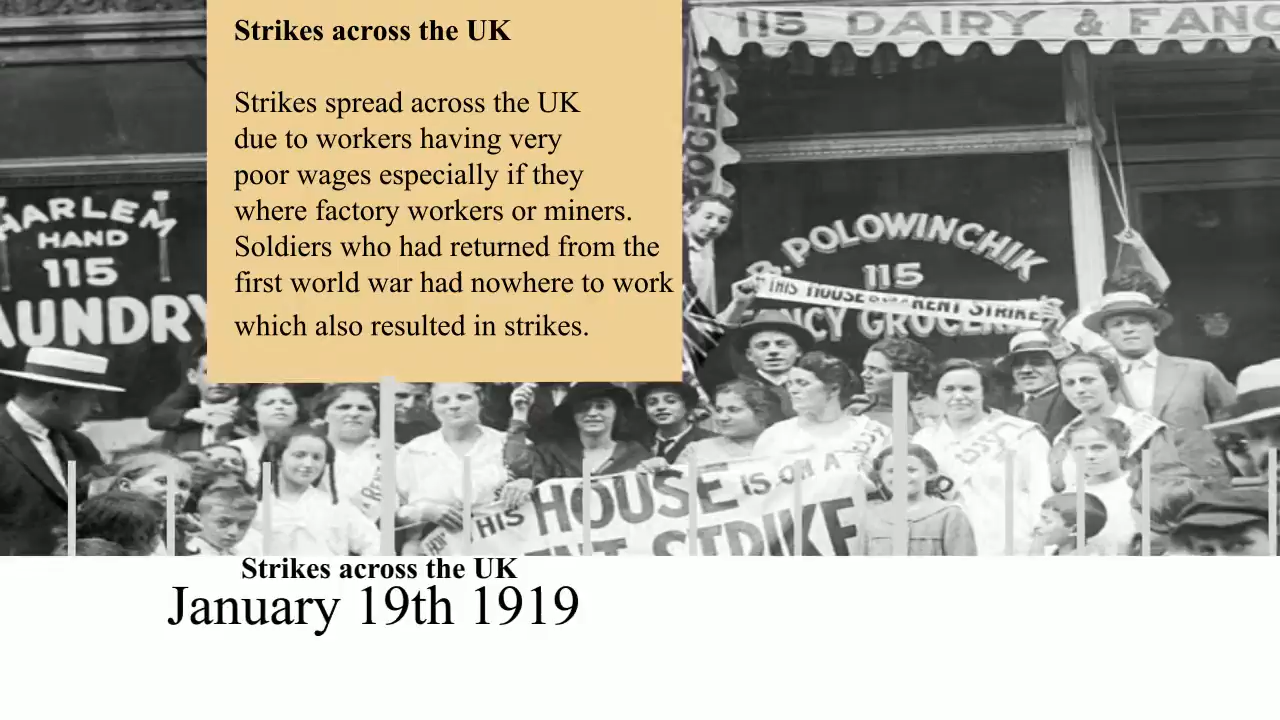 Strikes across the UK
Strikes spread across the UK
due to workers having very
poor wages especially if they
where factory workers or miners.
Soldiers who had returned from the
first world war had nowhere to work
which also resulted in strikes.
115 DAIRY & FANC
HARLEM
HAND
115
AUNDRY
POLOWINCHIK
115
THIS HOUSE RENT STRIKE
NCY GROCER
THIS HOUSE IS ON A
ENT STRIKE
Strikes across the UK
January 19th 1919